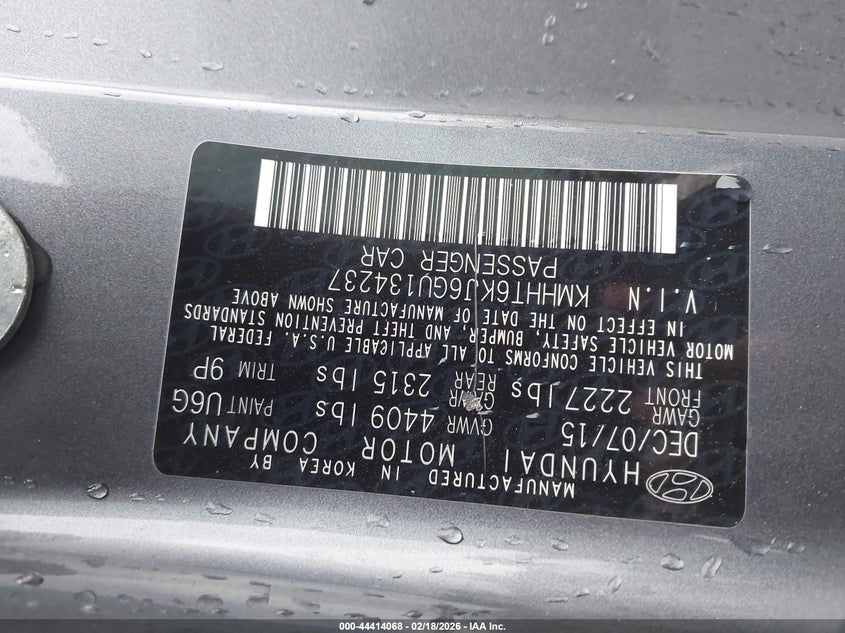 MANUFACTURED IN KOREA BY
HYUNDAI MOTOR COMPANY
DEC/07/15 GVWR 4409 lbs PAINT U6G
GAWR FRONT 2227 lbs GAWR REAR 2315 lbs TRIM 9P
THIS VEHICLE CONFORMS TO ALL APPLICABLE U.S.A. FEDERAL
MOTOR VEHICLE SAFETY, BUMPER, AND THEFT PREVENTION STANDARDS
IN EFFECT ON THE DATE OF MANUFACTURE SHOWN ABOVE
V.I.N KMHHT6KJ6GU134237
PASSENGER CAR
000-44414068 - 02/18/2026 - IAA Inc.